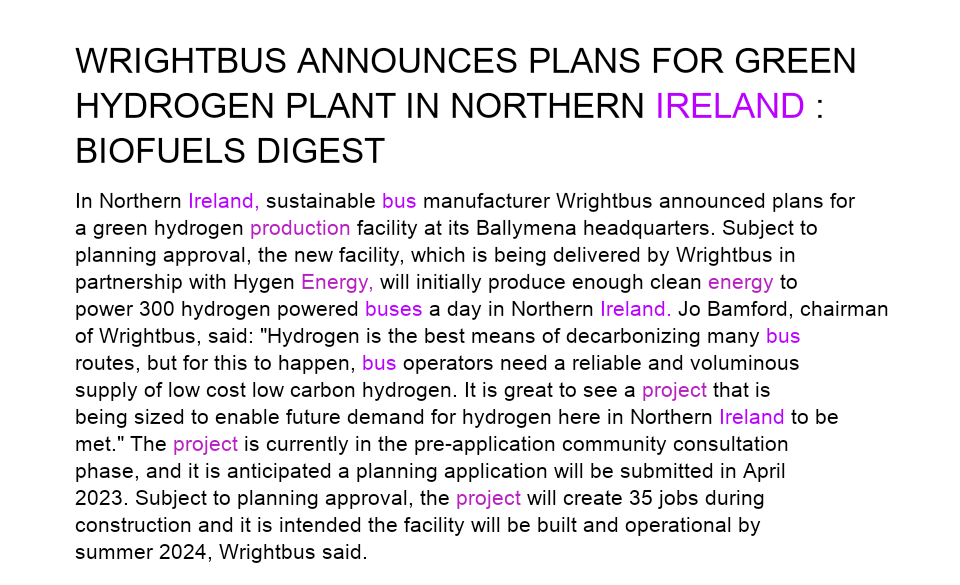 WRIGHTBUS ANNOUNCES PLANS FOR GREEN
HYDROGEN PLANT IN NORTHERN IRELAND :
BIOFUELS DIGEST
In Northern Ireland, sustainable bus manufacturer Wrightbus announced plans for
a green hydrogen production facility at its Ballymena headquarters. Subject to
planning approval, the new facility, which is being delivered by Wrightbus in
partnership with Hygen Energy, will initially produce enough clean energy to
power 300 hydrogen powered buses a day in Northern Ireland. Jo Bamford, chairman
of Wrightbus, said: "Hydrogen is the best means of decarbonizing many bus
routes, but for this to happen, bus operators need a reliable and voluminous
supply of low cost low carbon hydrogen. It is great to see a project that is
being sized to enable future demand for hydrogen here in Northern Ireland to be
met." The project is currently in the pre-application community consultation
phase, and it is anticipated a planning application will be submitted in April
2023. Subject to planning approval, the project will create 35 jobs during
construction and it is intended the facility will be built and operational by
summer 2024, Wrightbus said.